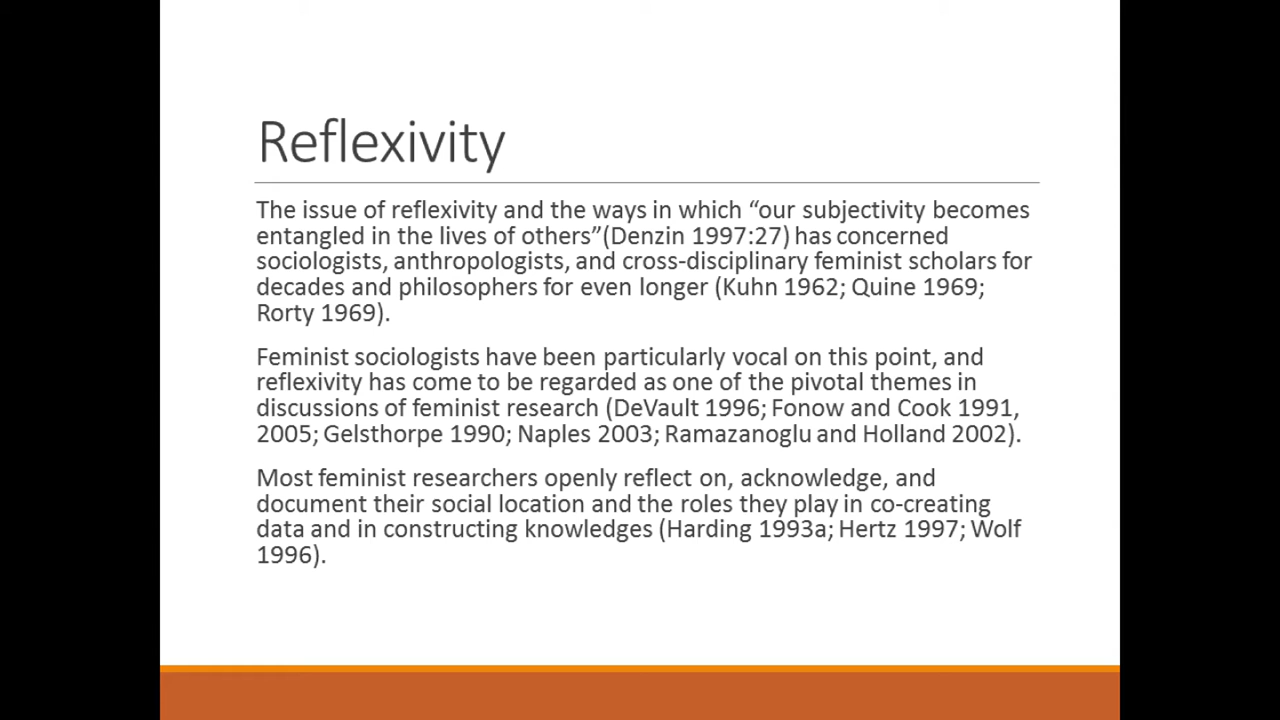 Reflexivity
The issue of reflexivity and the ways in which “our subjectivity becomes
entangled in the lives of others”(Denzin 1997:27) has concerned
sociologists, anthropologists, and cross-disciplinary feminist scholars for
decades and philosophers for even longer (Kuhn 1962; Quine 1969;
Rorty 1969).
Feminist sociologists have been particularly vocal on this point, and
reflexivity has come to be regarded as one of the pivotal themes in
discussions of feminist research (DeVault 1996; Fonow and Cook 1991,
2005; Gelsthorpe 1990; Naples 2003; Ramazanoglu and Holland 2002).
Most feminist researchers openly reflect on, acknowledge, and
document their social location and the roles they play in co-creating
data and in constructing knowledges (Harding 1993a; Hertz 1997; Wolf
1996).